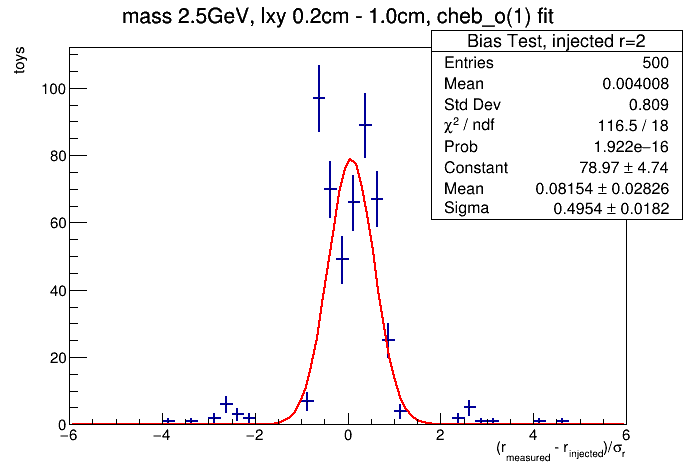 mass 2.5GeV, lxy 0.2cm - 1.0cm, cheb_o(1) fit
Bias Test, injected r=2
Entries 500
Mean 0.004008
Std Dev 0.809
χ² / ndf 116.5 / 18
Prob 1.922e−16
Constant 78.97 ± 4.74
Mean 0.08154 ± 0.02826
Sigma 0.4954 ± 0.0182
toys
100
80
60
40
20
0
−6 −4 −2 0 2 4 6
(r_measured - r_injected)/σ_r